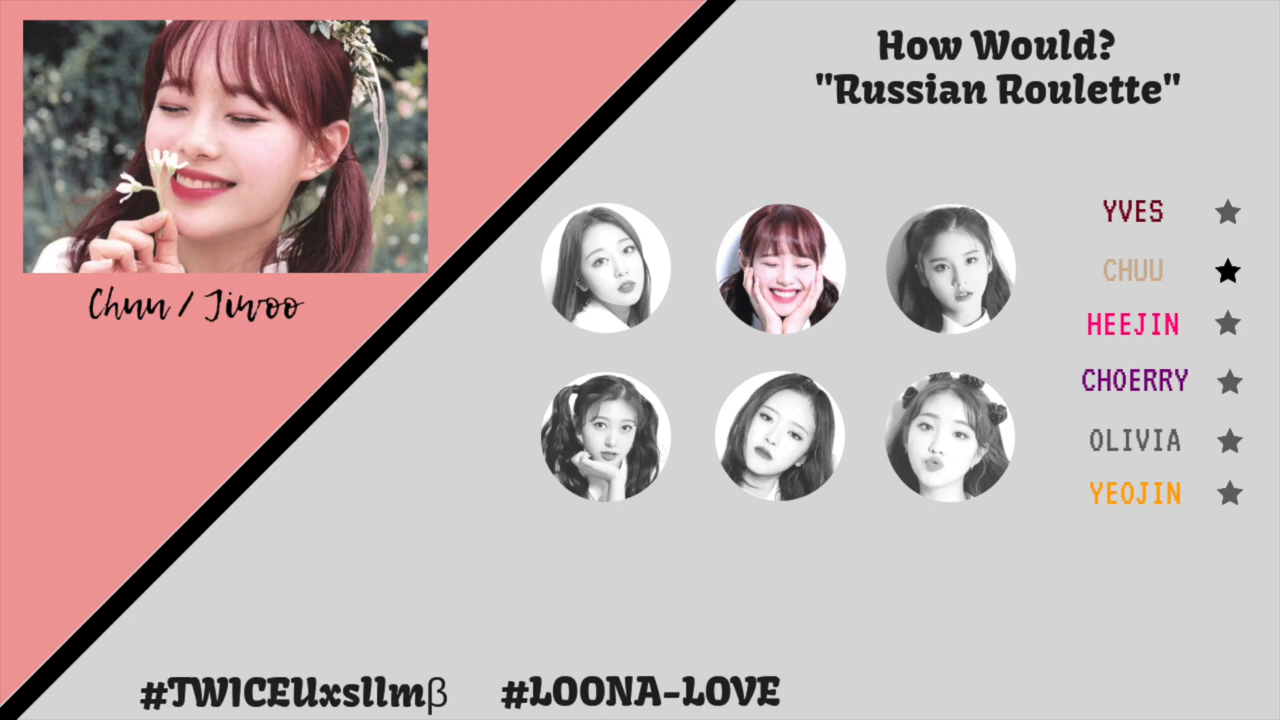 Chuu / Jiwoo
How Would?
"Russian Roulette"
YVES
CHUU
HEEJIN
CHOERRY
OLIVIA
YEOJIN
#TWICEUxsllmβ
#LOONA-LOVE